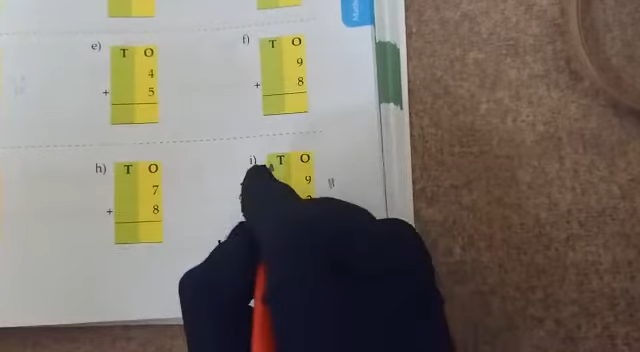 e) T O
4
+ 5
f) T O
9
+ 8
h) T O
7
+ 8
i) T O
9